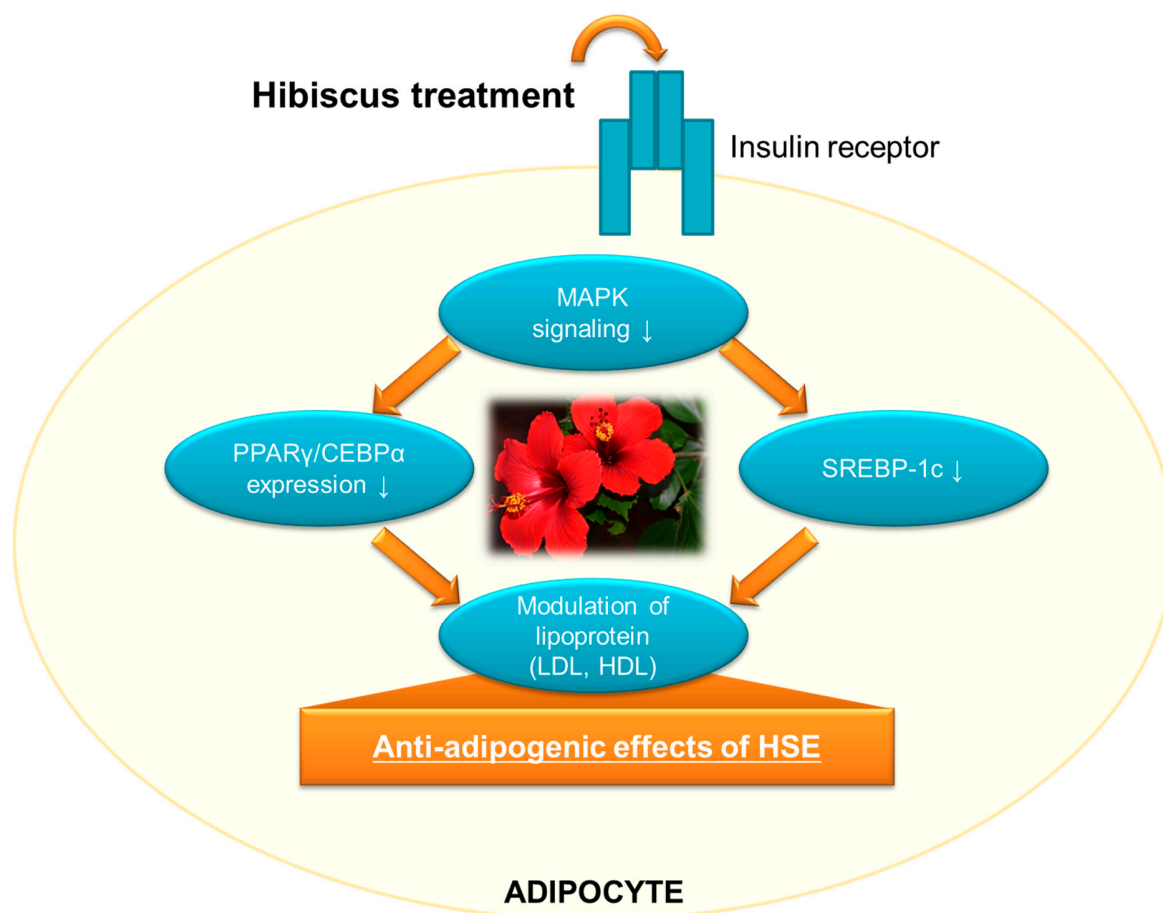 Hibiscus treatment
Insulin receptor
MAPK
signaling ↓
PPARγ/CEBPα
expression ↓
SREBP-1c ↓
Modulation of
lipoprotein
(LDL, HDL)
Anti-adipogenic effects of HSE
ADIPOCYTE